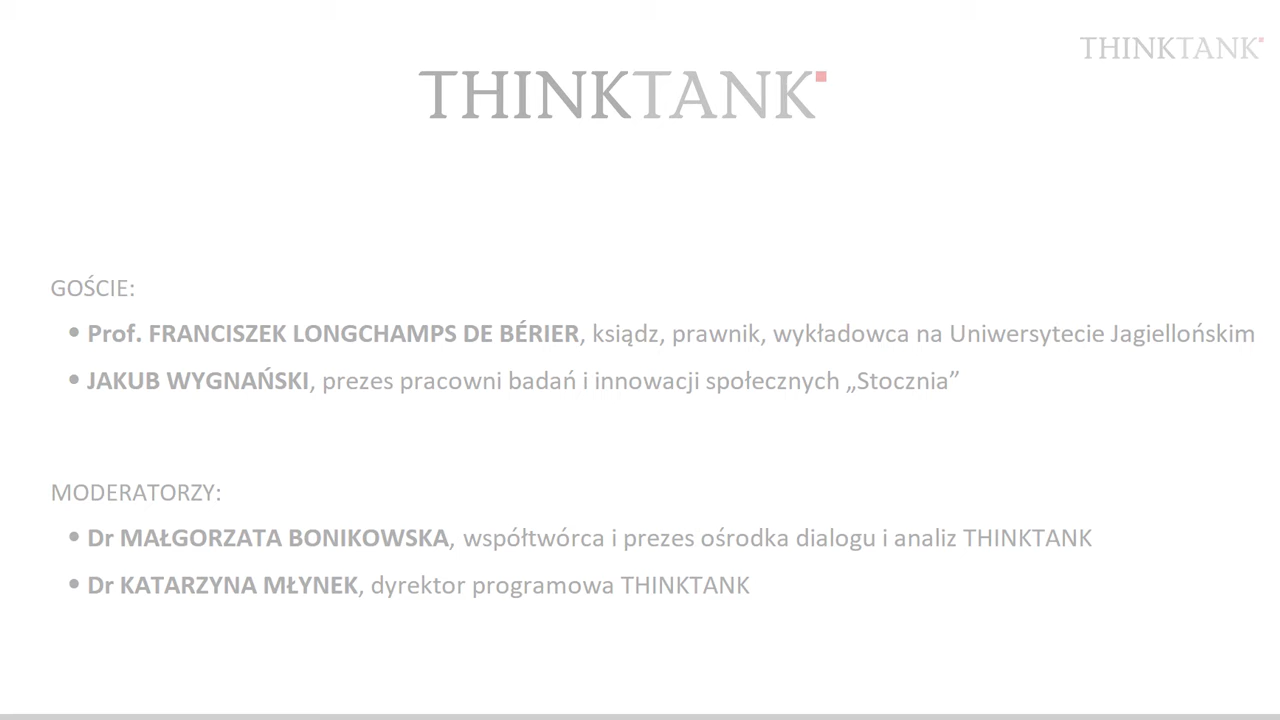 THINKTANK
THINKTANK
GOŚCIE:
• Prof. FRANCISZEK LONGCHAMPS DE BÉRIER, ksiądz, prawnik, wykładowca na Uniwersytecie Jagiellońskim
• JAKUB WYGNAŃSKI, prezes pracowni badań i innowacji społecznych „Stocznia”
MODERATORZY:
• Dr MAŁGORZATA BONIKOWSKA, współtwórca i prezes ośrodka dialogu i analiz THINKTANK
• Dr KATARZYNA MŁYNEK, dyrektor programowa THINKTANK